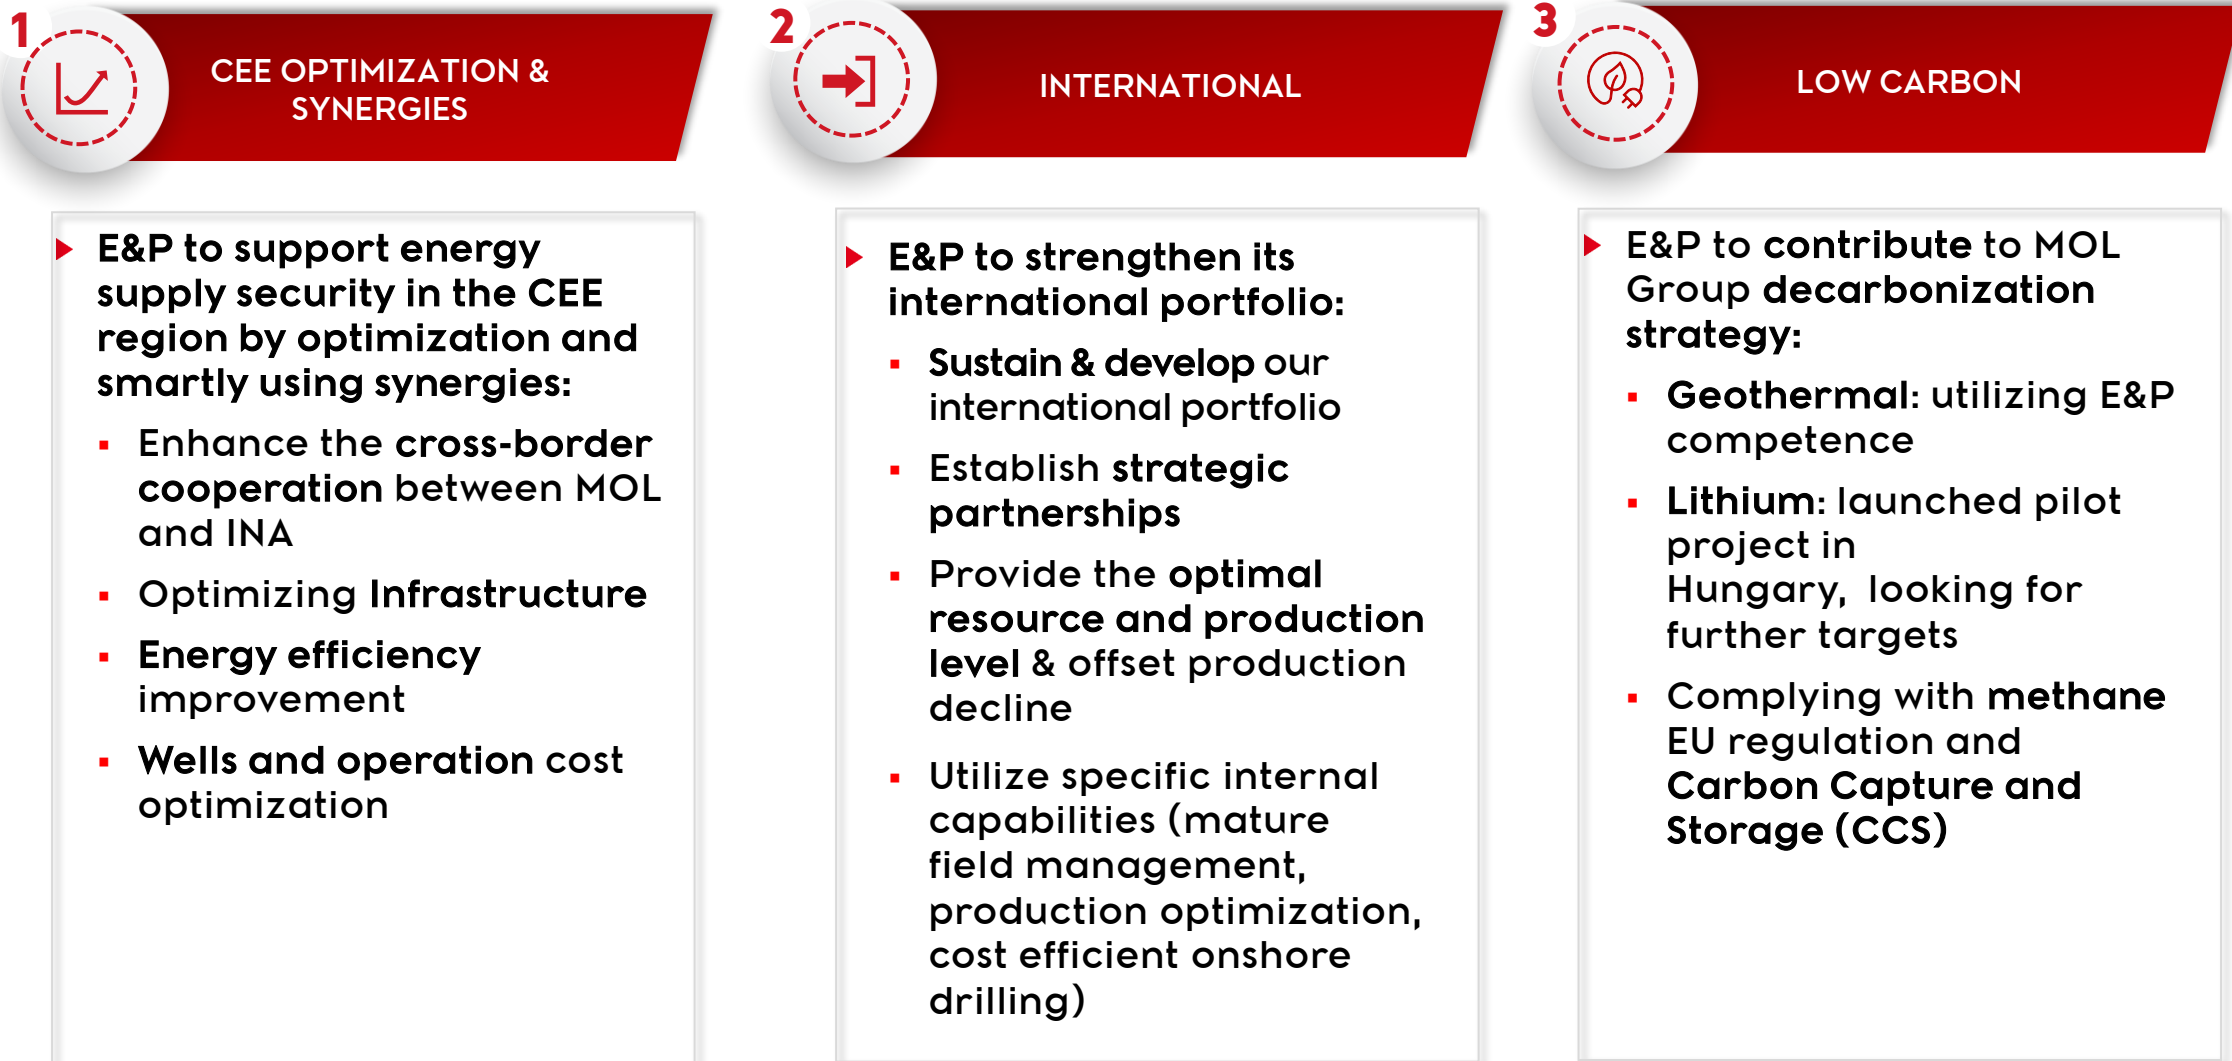 1
CEE OPTIMIZATION &
SYNERGIES
E&P to support energy
supply security in the CEE
region by optimization and
smartly using synergies:
Enhance the cross-border
cooperation between MOL
and INA
Optimizing Infrastructure
Energy efficiency
improvement
Wells and operation cost
optimization
2
INTERNATIONAL
E&P to strengthen its
international portfolio:
Sustain & develop our
international portfolio
Establish strategic
partnerships
Provide the optimal
resource and production
level & offset production
decline
Utilize specific internal
capabilities (mature
field management,
production optimization,
cost efficient onshore
drilling)
3
LOW CARBON
E&P to contribute to MOL
Group decarbonization
strategy:
Geothermal: utilizing E&P
competence
Lithium: launched pilot
project in
Hungary, looking for
further targets
Complying with methane
EU regulation and
Carbon Capture and
Storage (CCS)